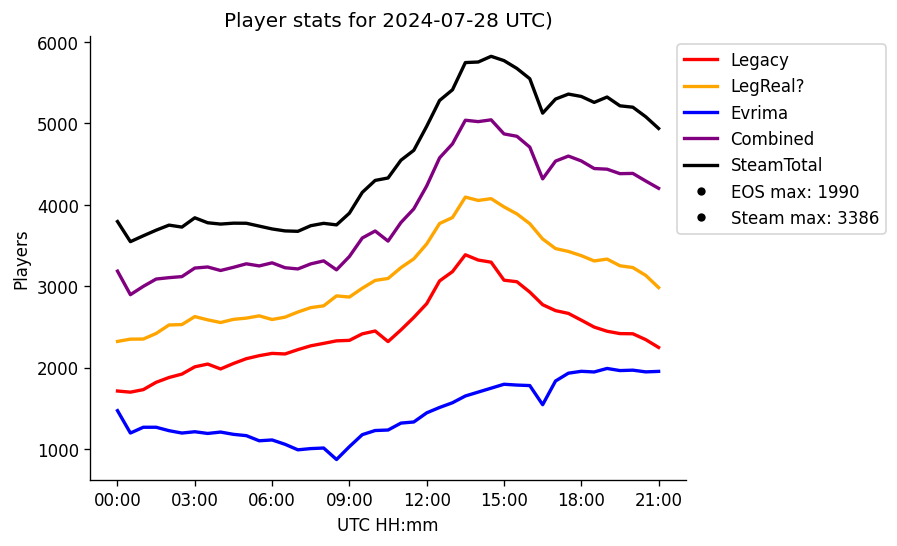 Player stats for 2024-07-28 UTC)
6000
5000
4000
3000
2000
1000
Players
00:00 03:00 06:00 09:00 12:00 15:00 18:00 21:00
UTC HH:mm
Legacy
LegReal?
Evrima
Combined
SteamTotal
EOS max: 1990
Steam max: 3386